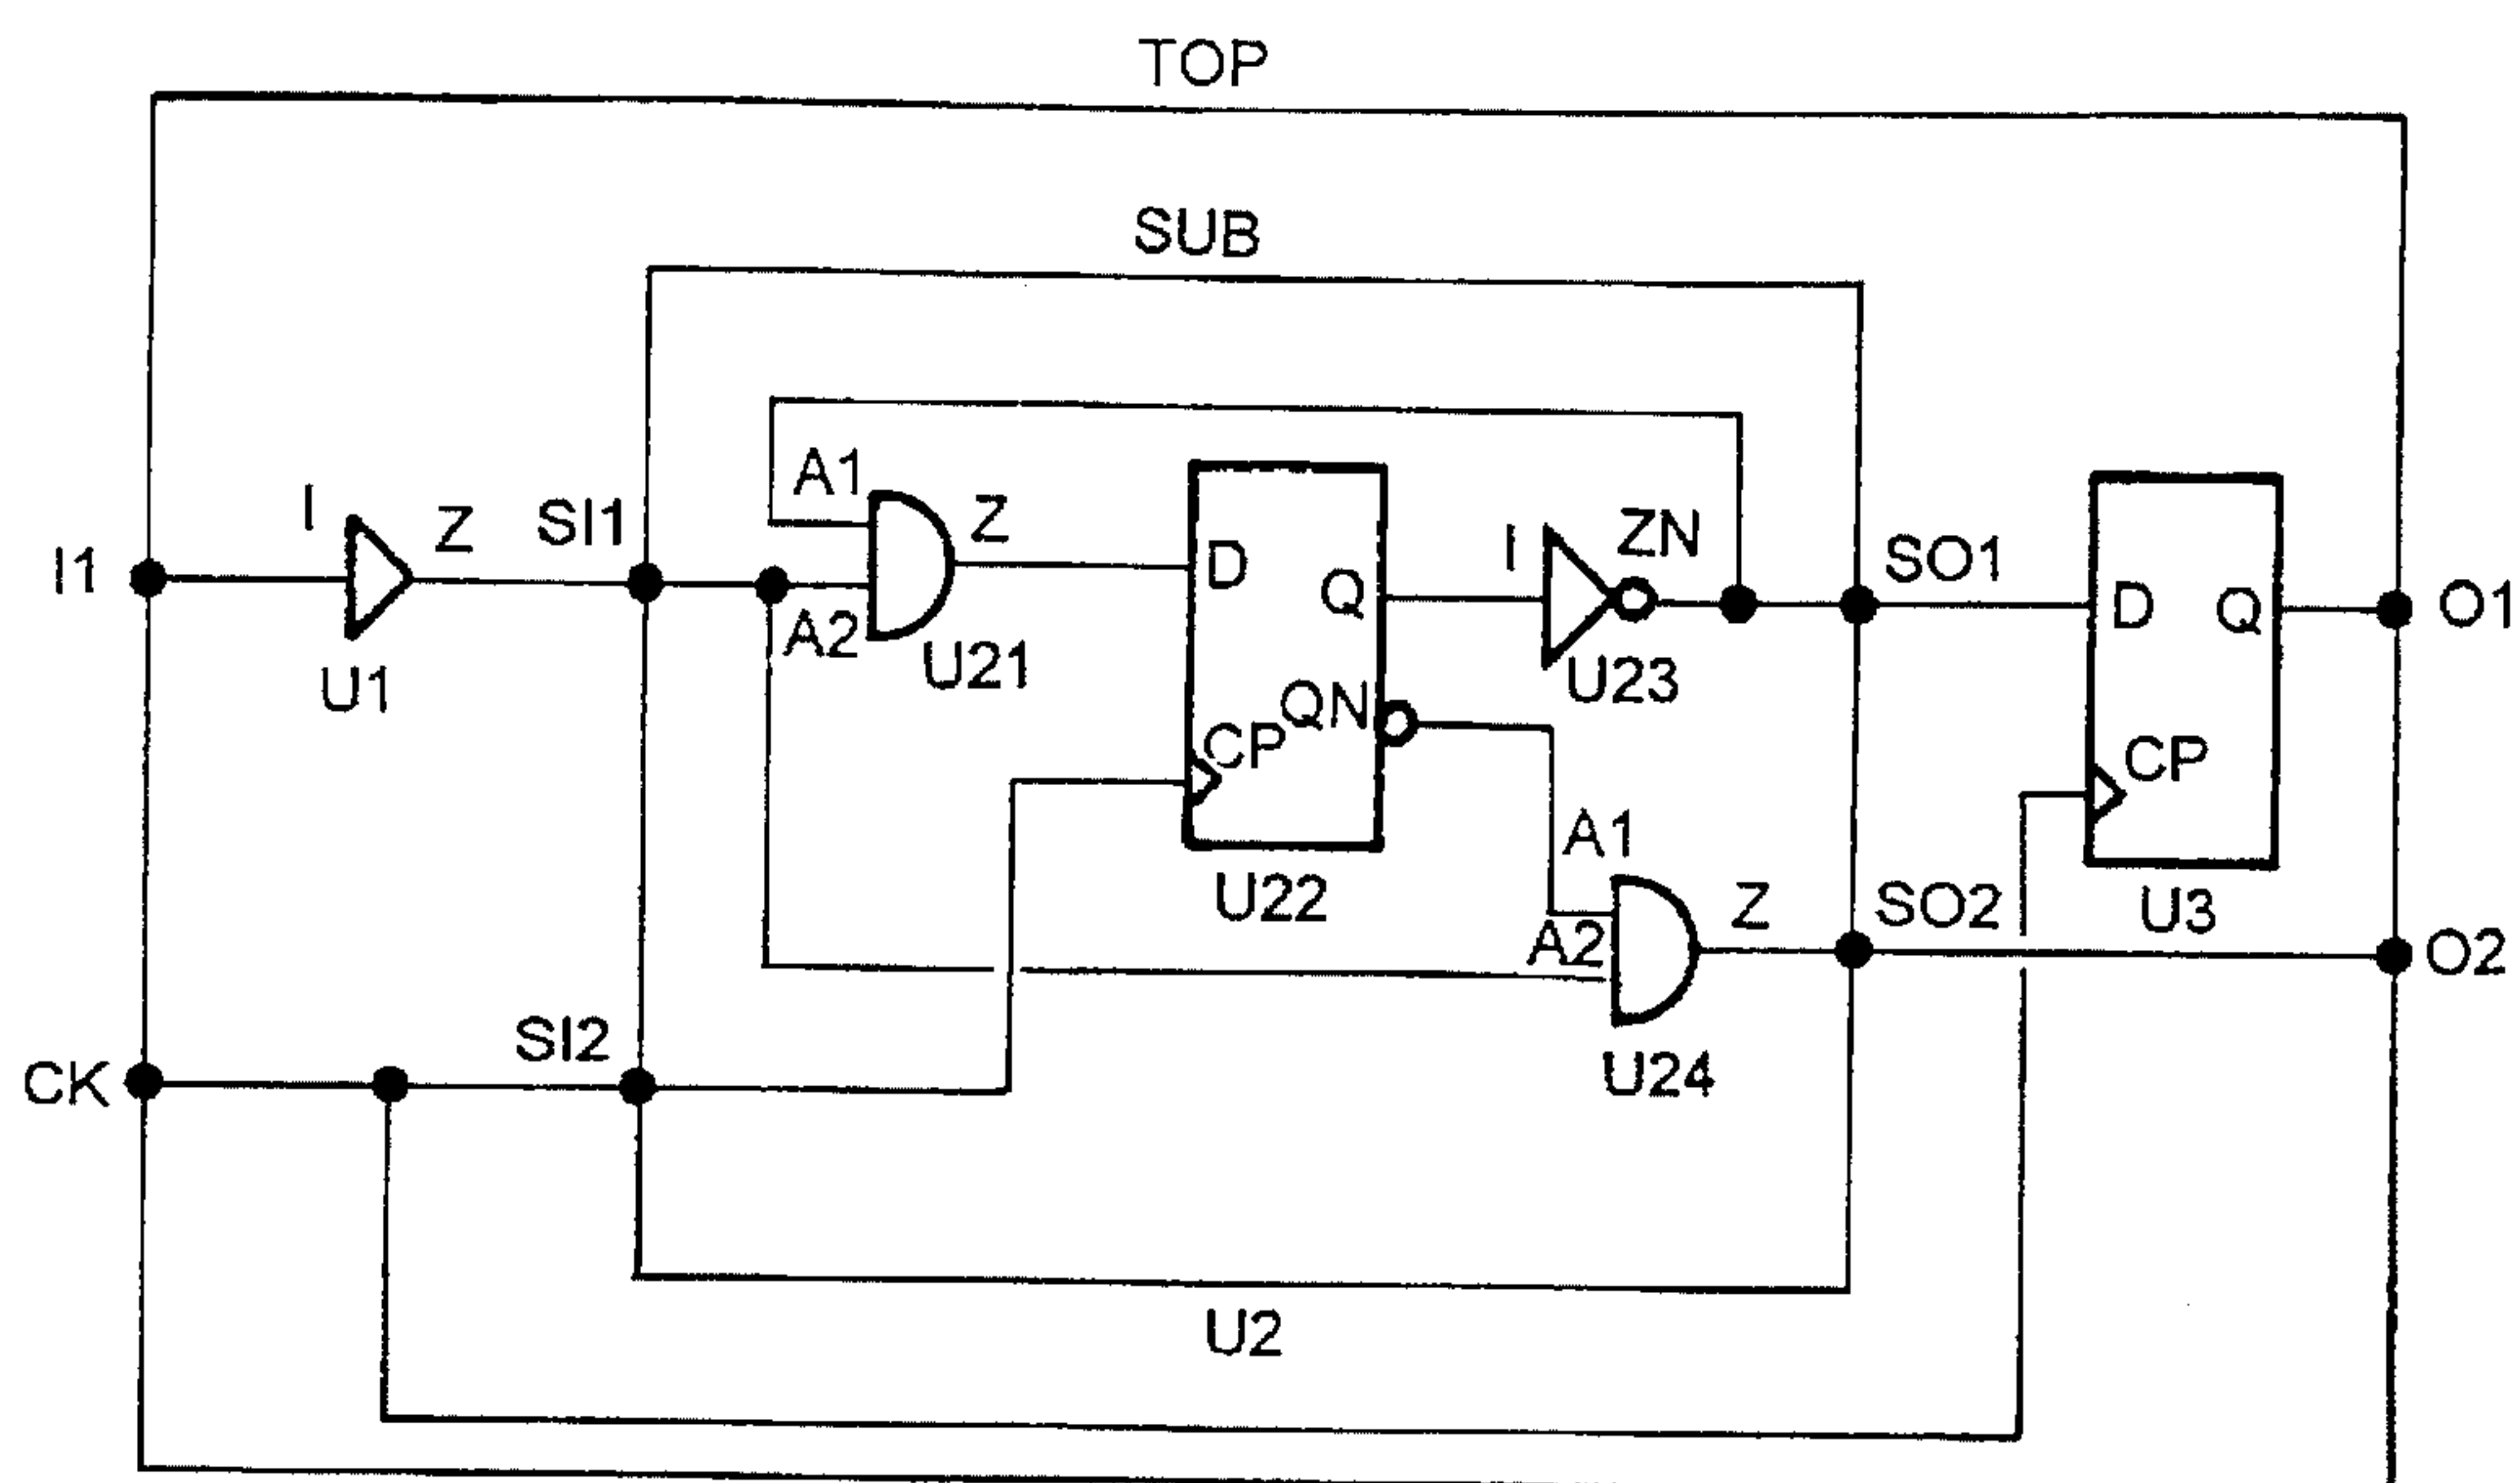 TOP
SUB
A1
I
Z
SI1
Z
I
ZN
SO1
I1
D
Q
D
Q
O1
A2
U21
U1
U23
QN
CP
CP
A1
U22
Z
SO2
U3
A2
O2
SI2
CK
U24
U2